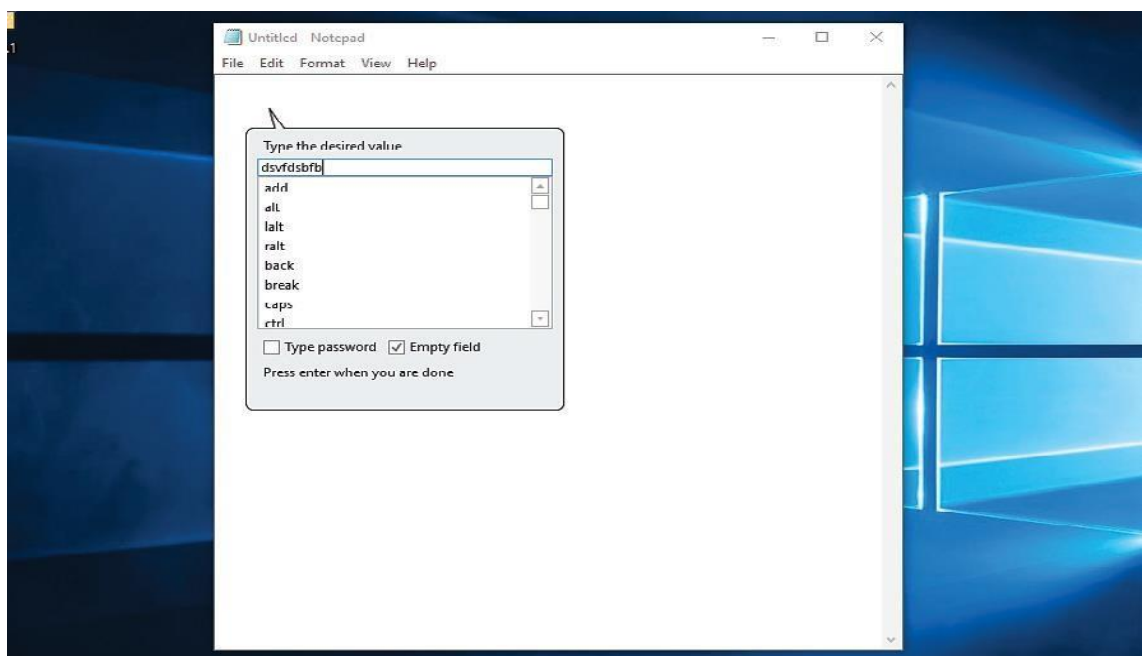 .1
Untitled Notepad
File Edit Format View Help
Type the desired value
dsvfdsbfb
add
alt
lalt
ralt
back
break
caps
ctrl
Type password Empty field
Press enter when you are done